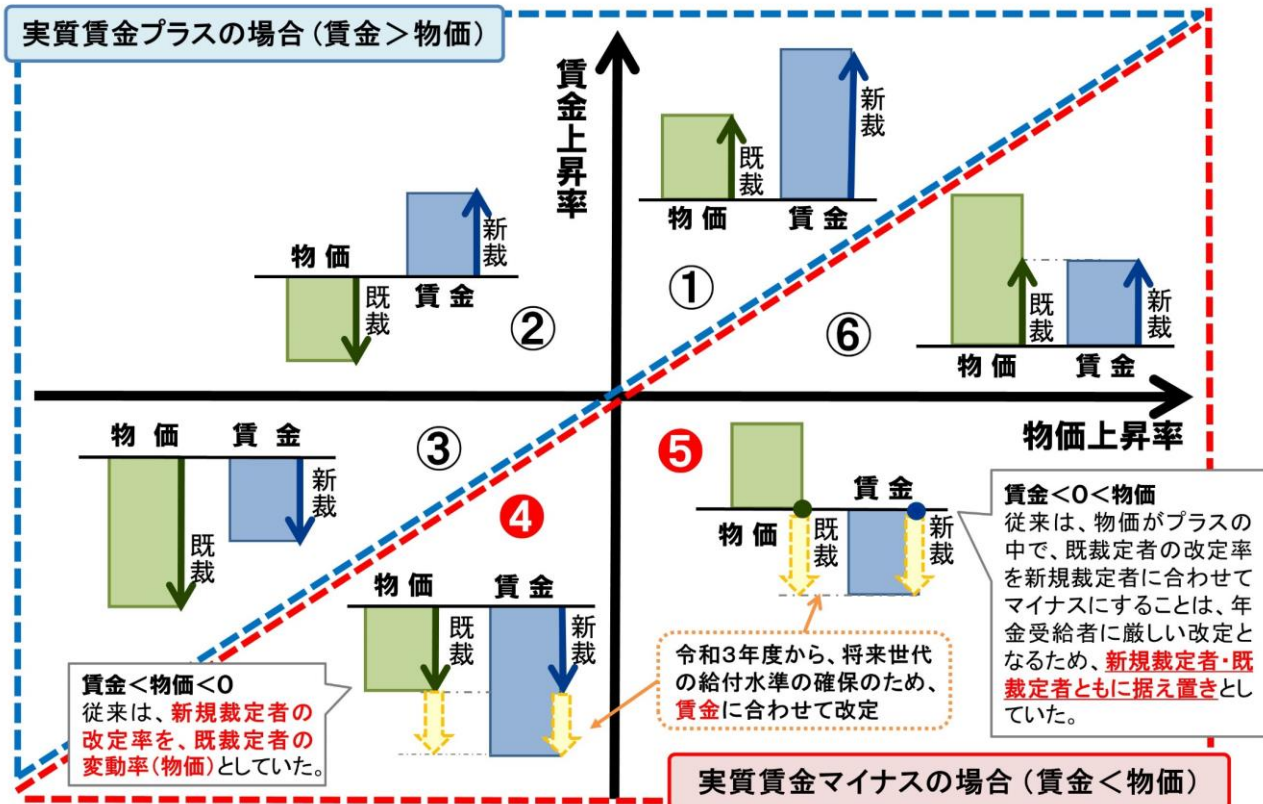 実質賃金プラスの場合（賃金＞物価）
賃金上昇率
物価
既裁
賃金
新裁
①
物価
既裁
賃金
新裁
②
物価
既裁
賃金
新裁
⑥
物価上昇率
物価
既裁
賃金
新裁
③
④
物価
既裁
賃金
新裁
⑤
物価
既裁
賃金
新裁
賃金＜０＜物価
従来は、物価がプラスの
中で、既裁定者の改定率
を新規裁定者に合わせて
マイナスにすることは、年
金受給者に厳しい改定と
なるため、新規裁定者・既
裁定者ともに据え置きとし
ていた。
令和３年度から、将来世代
の給付水準の確保のため、
賃金に合わせて改定
賃金＜物価＜０
従来は、新規裁定者の
改定率を、既裁定者の
変動率（物価）としていた。
実質賃金マイナスの場合（賃金＜物価）